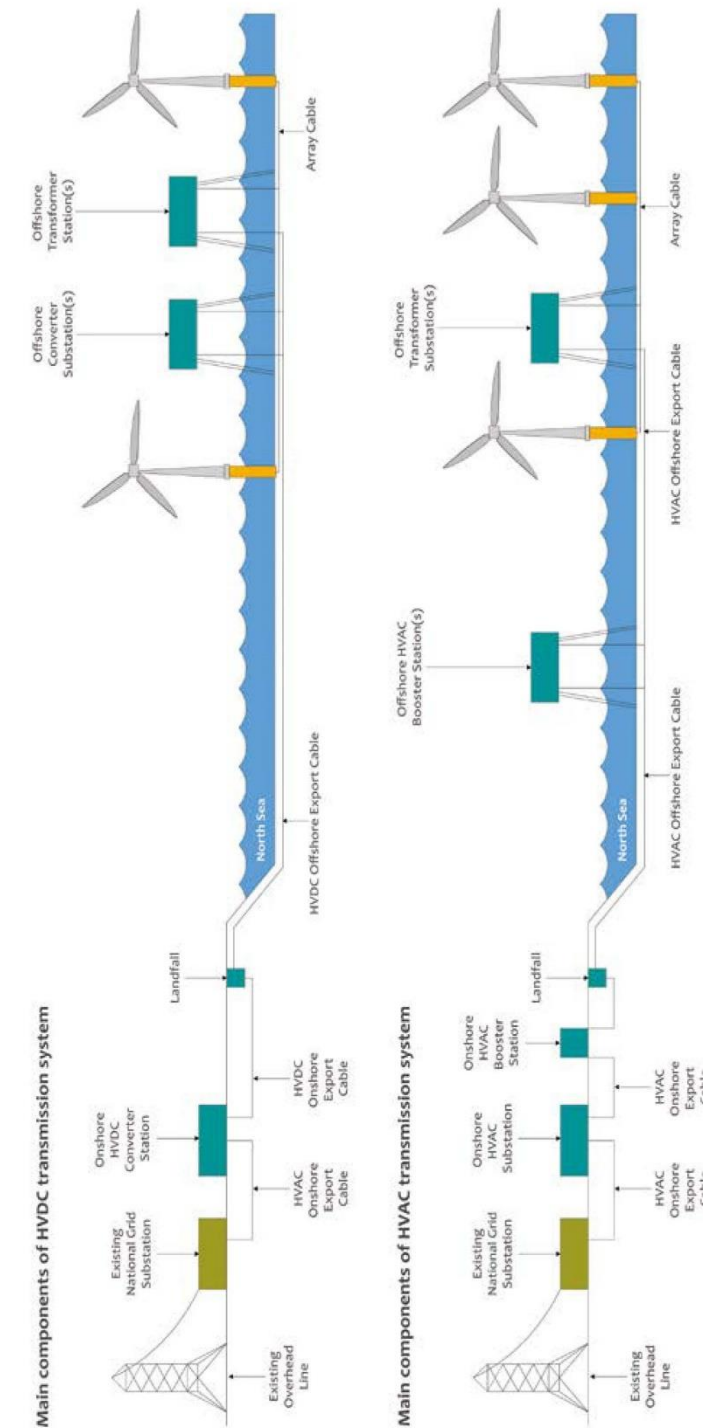 Main components of HVDC transmission system
Existing
Overhead
Line
Existing
National Grid
Substation
HVAC
Onshore
Export
Cable
Onshore
HVDC
Converter
Station
HVDC
Onshore
Export
Cable
Landfall
North Sea
HVDC Offshore Export Cable
Offshore
Converter
Substation(s)
Offshore
Transformer
Station(s)
Array Cable
Main components of HVAC transmission system
Existing
Overhead
Line
Existing
National Grid
Substation
HVAC
Onshore
Export
Cable
Onshore
HVAC
Substation
HVAC
Onshore
Export
Cable
Onshore
HVAC
Booster
Station
Landfall
North Sea
HVAC Offshore Export Cable
Offshore HVAC
Booster Station(s)
HVAC Offshore Export Cable
Offshore
Transformer
Substation(s)
Array Cable